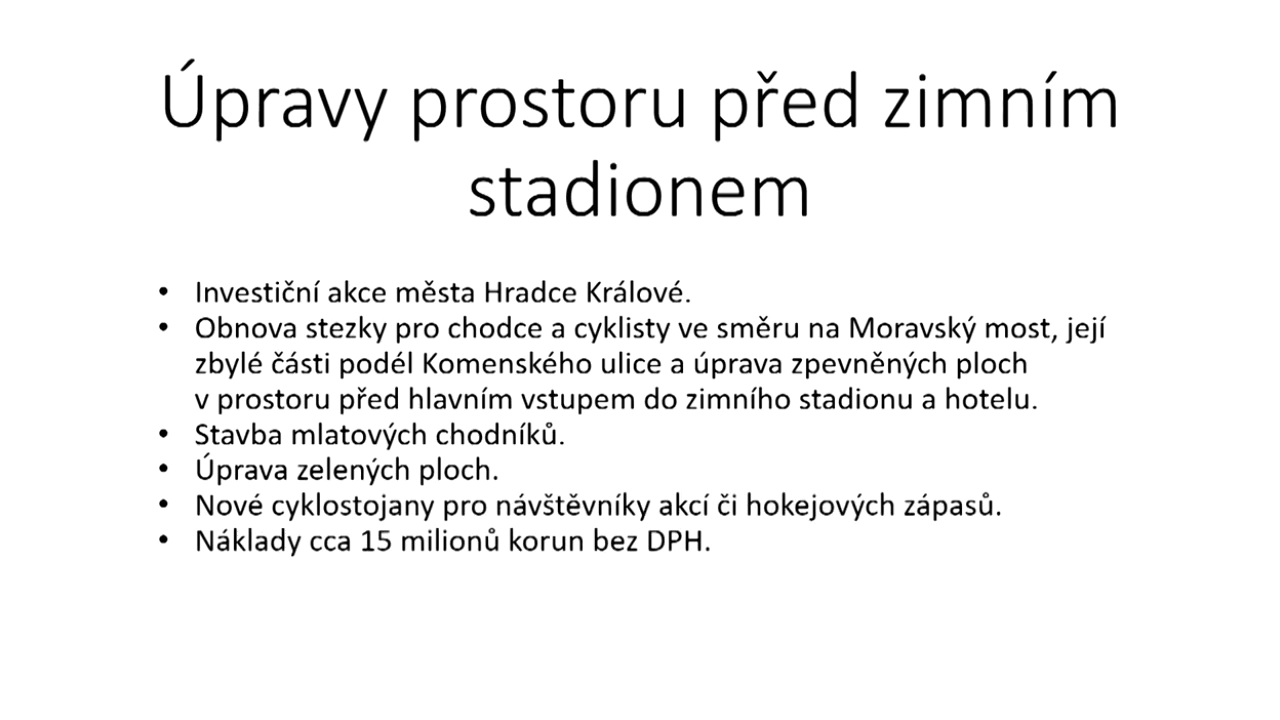 Úpravy prostoru před zimním
stadionem
• Investiční akce města Hradce Králové.
• Obnova stezky pro chodce a cyklisty ve směru na Moravský most, její
zbylé části podél Komenského ulice a úprava zpevněných ploch
v prostoru před hlavním vstupem do zimního stadionu a hotelu.
• Stavba mlatových chodníků.
• Úprava zelených ploch.
• Nové cyklostojany pro návštěvníky akcí či hokejových zápasů.
• Náklady cca 15 milionů korun bez DPH.